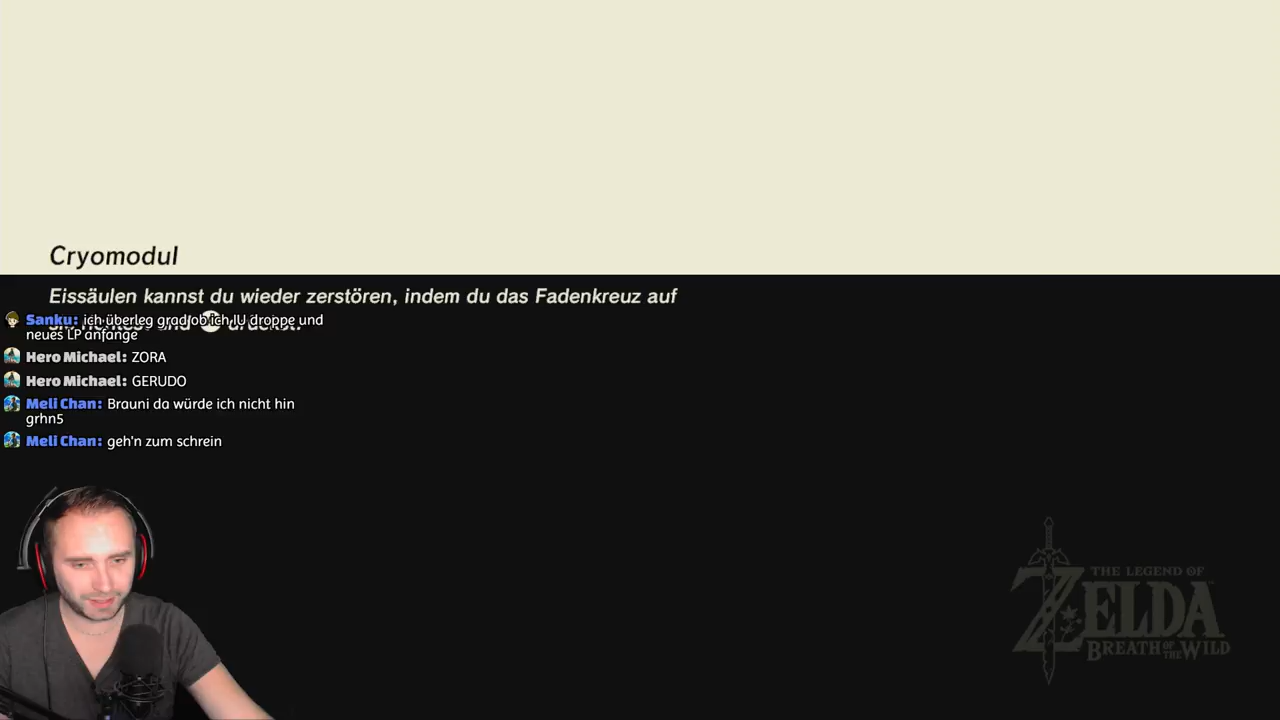 Cryomodul
Eissäulen kannst du wieder zerstören, indem du das Fadenkreuz auf
Sanku: ich überleg grad ob ich IU droppe und
neues LP anfange
Hero Michael: ZORA
Hero Michael: GERUDO
Meli Chan: Brauni da würde ich nicht hin
grhn5
Meli Chan: geh'n zum schrein
THE LEGEND OF
ZELDA
BREATH OF THE WILD